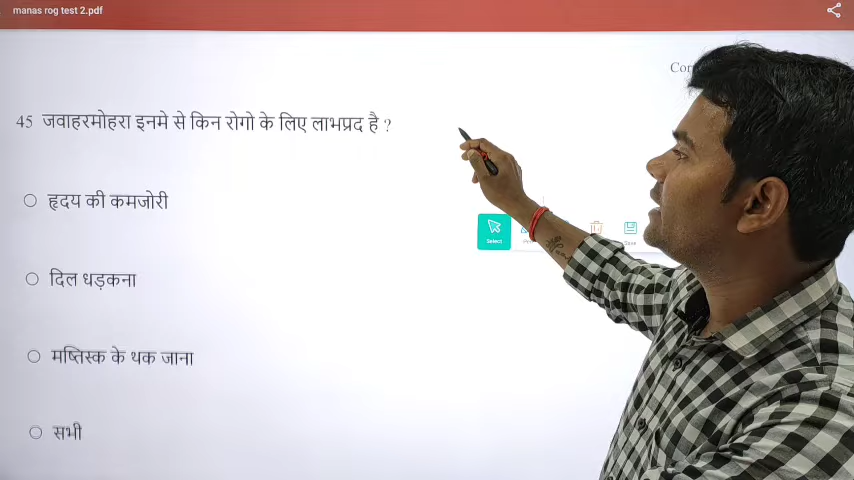 manas rog test 2.pdf
45 जवाहरमोहरा इनमे से किन रोगो के लिए लाभप्रद है ?
हृदय की कमजोरी
Select
दिल धड़कना
मष्तिस्क के थक जाना
सभी